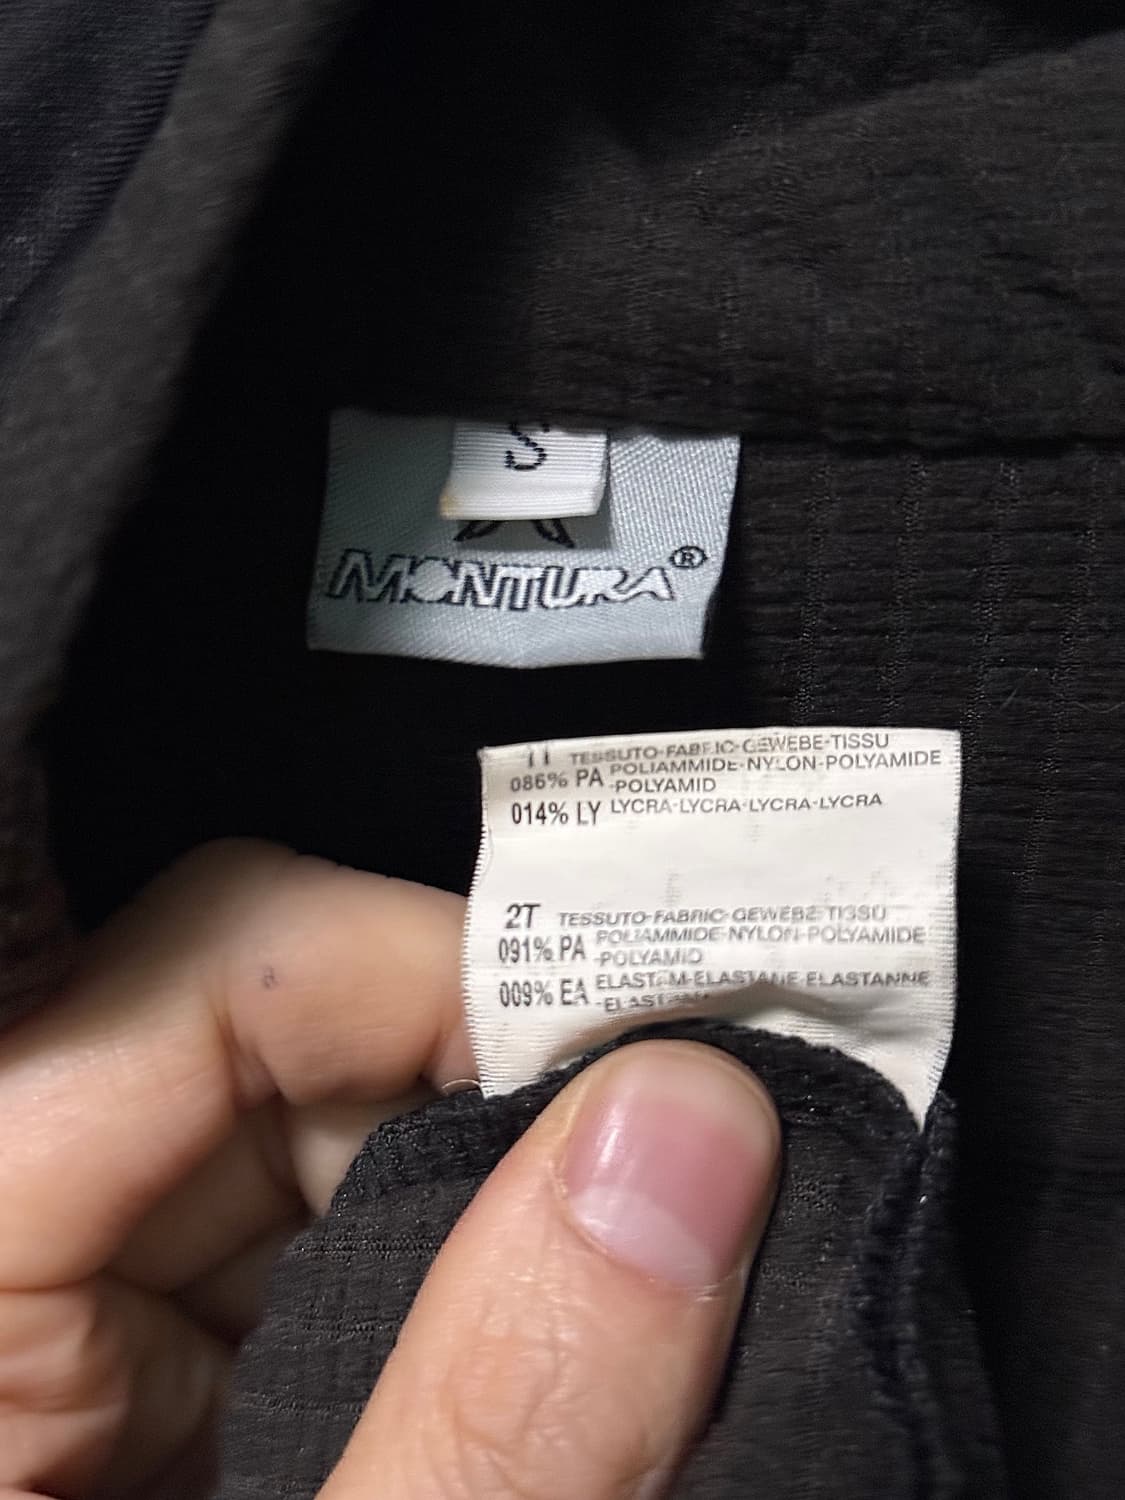 S
MONTURA®
1T TESSUTO-FABRIC-GEWEBE-TISSU
086% PA POLIAMMIDE-NYLON-POLYAMIDE
-POLYAMID
014% LY LYCRA-LYCRA-LYCRA-LYCRA
2T TESSUTO-FABRIC-GEWEBE-TISSU
091% PA POLIAMMIDE-NYLON-POLYAMIDE
-POLYAMID
009% EA ELASTAM-ELASTANE-ELASTANNE